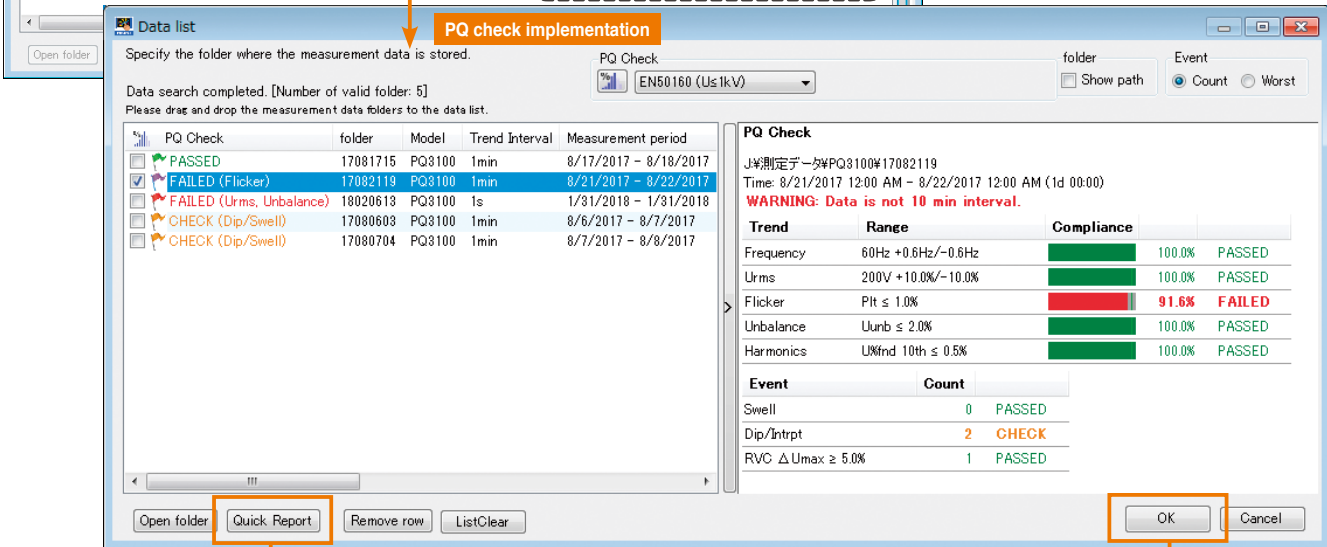 Open folder
Data list
PQ check implementation
Specify the folder where the measurement data is stored.
Data search completed. [Number of valid folder: 5]
Please drag and drop the measurement data folders to the data list.
PQ Check
EN50160 (U≤1kV)
folder
Show path
Event
Count
Worst
PQ Check folder Model Trend Interval Measurement period
PASSED 17081715 PQ3100 1min 8/17/2017 - 8/18/2017
FAILED (Flicker) 17082119 PQ3100 1min 8/21/2017 - 8/22/2017
FAILED (Urms, Unbalance) 18020613 PQ3100 1s 1/31/2018 - 1/31/2018
CHECK (Dip/Swell) 17080603 PQ3100 1min 8/6/2017 - 8/7/2017
CHECK (Dip/Swell) 17080704 PQ3100 1min 8/7/2017 - 8/8/2017
PQ Check
J:¥測定データ¥PQ3100¥17082119
Time: 8/21/2017 12:00 AM - 8/22/2017 12:00 AM (1d 00:00)
WARNING: Data is not 10 min interval.
Trend Range Compliance
Frequency 60Hz +0.6Hz/-0.6Hz 100.0% PASSED
Urms 200V +10.0%/-10.0% 100.0% PASSED
Flicker Plt ≤ 1.0% 91.6% FAILED
Unbalance Uunb ≤ 2.0% 100.0% PASSED
Harmonics U%fnd 10th ≤ 0.5% 100.0% PASSED
Event Count
Swell 0 PASSED
Dip/Intrpt 2 CHECK
RVC ΔUmax ≥ 5.0% 1 PASSED
Open folder
Quick Report
Remove row
ListClear
OK
Cancel